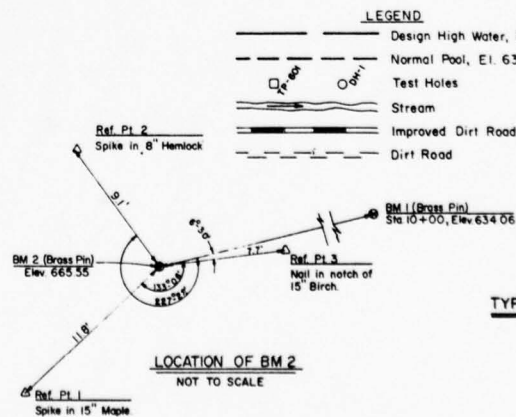 LEGEND
Design High Water,
Normal Pool, El. 63
TP-601
DH-1
Test Holes
Stream
Improved Dirt Road
Dirt Road
Ref. Pt. 2
Spike in 8" Hemlock
9.1'
6°30'
BM 1 (Brass Pin)
Sta. 10+00, Elev. 634.06
BM 2 (Brass Pin)
Elev. 665.55
7.7'
Ref. Pt. 3
Nail in notch of
15" Birch.
133°08'
11.8'
TYP
LOCATION OF BM 2
NOT TO SCALE
Ref. Pt. 1
Spike in 15" Maple.